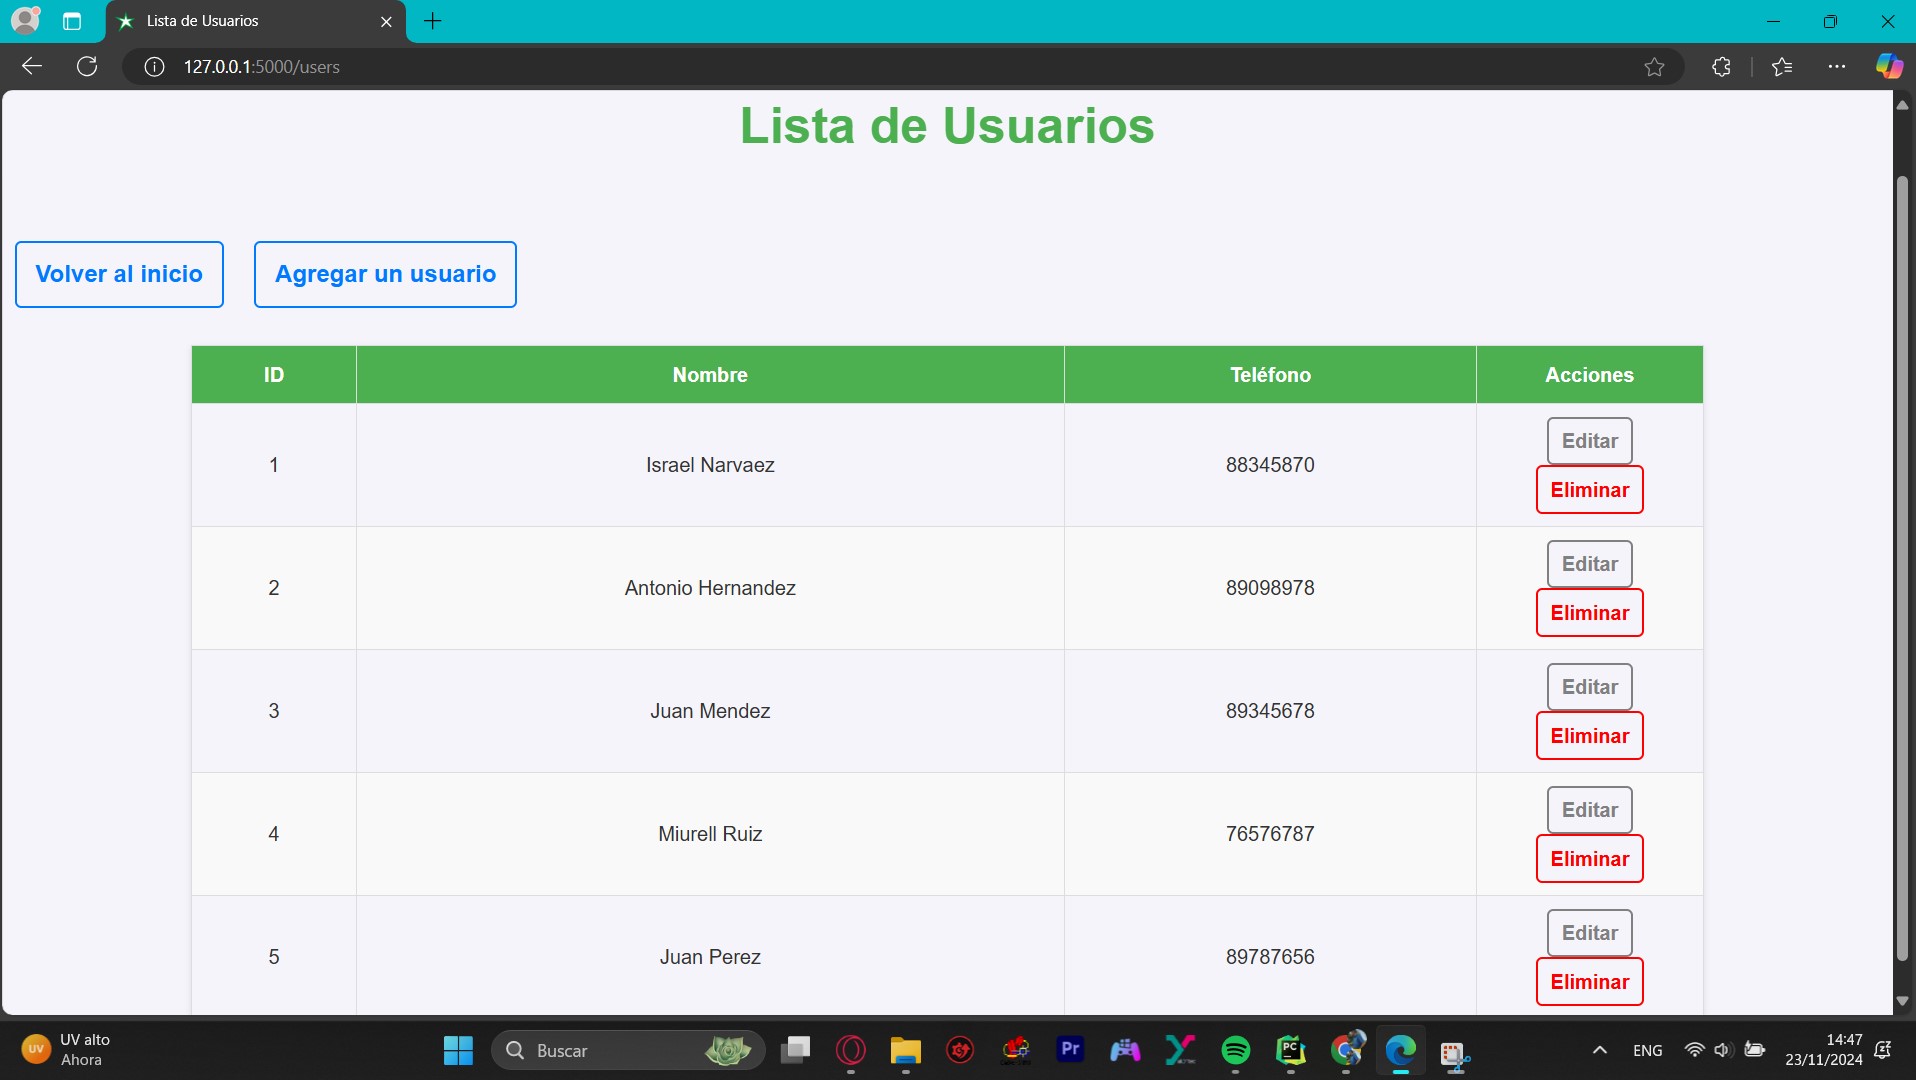 Lista de Usuarios
127.0.0.1:5000/users
Lista de Usuarios
Volver al inicio
Agregar un usuario
ID Nombre Teléfono Acciones
1 Israel Narvaez 88345870 Editar
Eliminar
2 Antonio Hernandez 89098978 Editar
Eliminar
3 Juan Mendez 89345678 Editar
Eliminar
4 Miurell Ruiz 76576787 Editar
Eliminar
5 Juan Perez 89787656 Editar
Eliminar
UV
UV alto
Ahora
Buscar
Pr
PC
ENG
14:47
23/11/2024